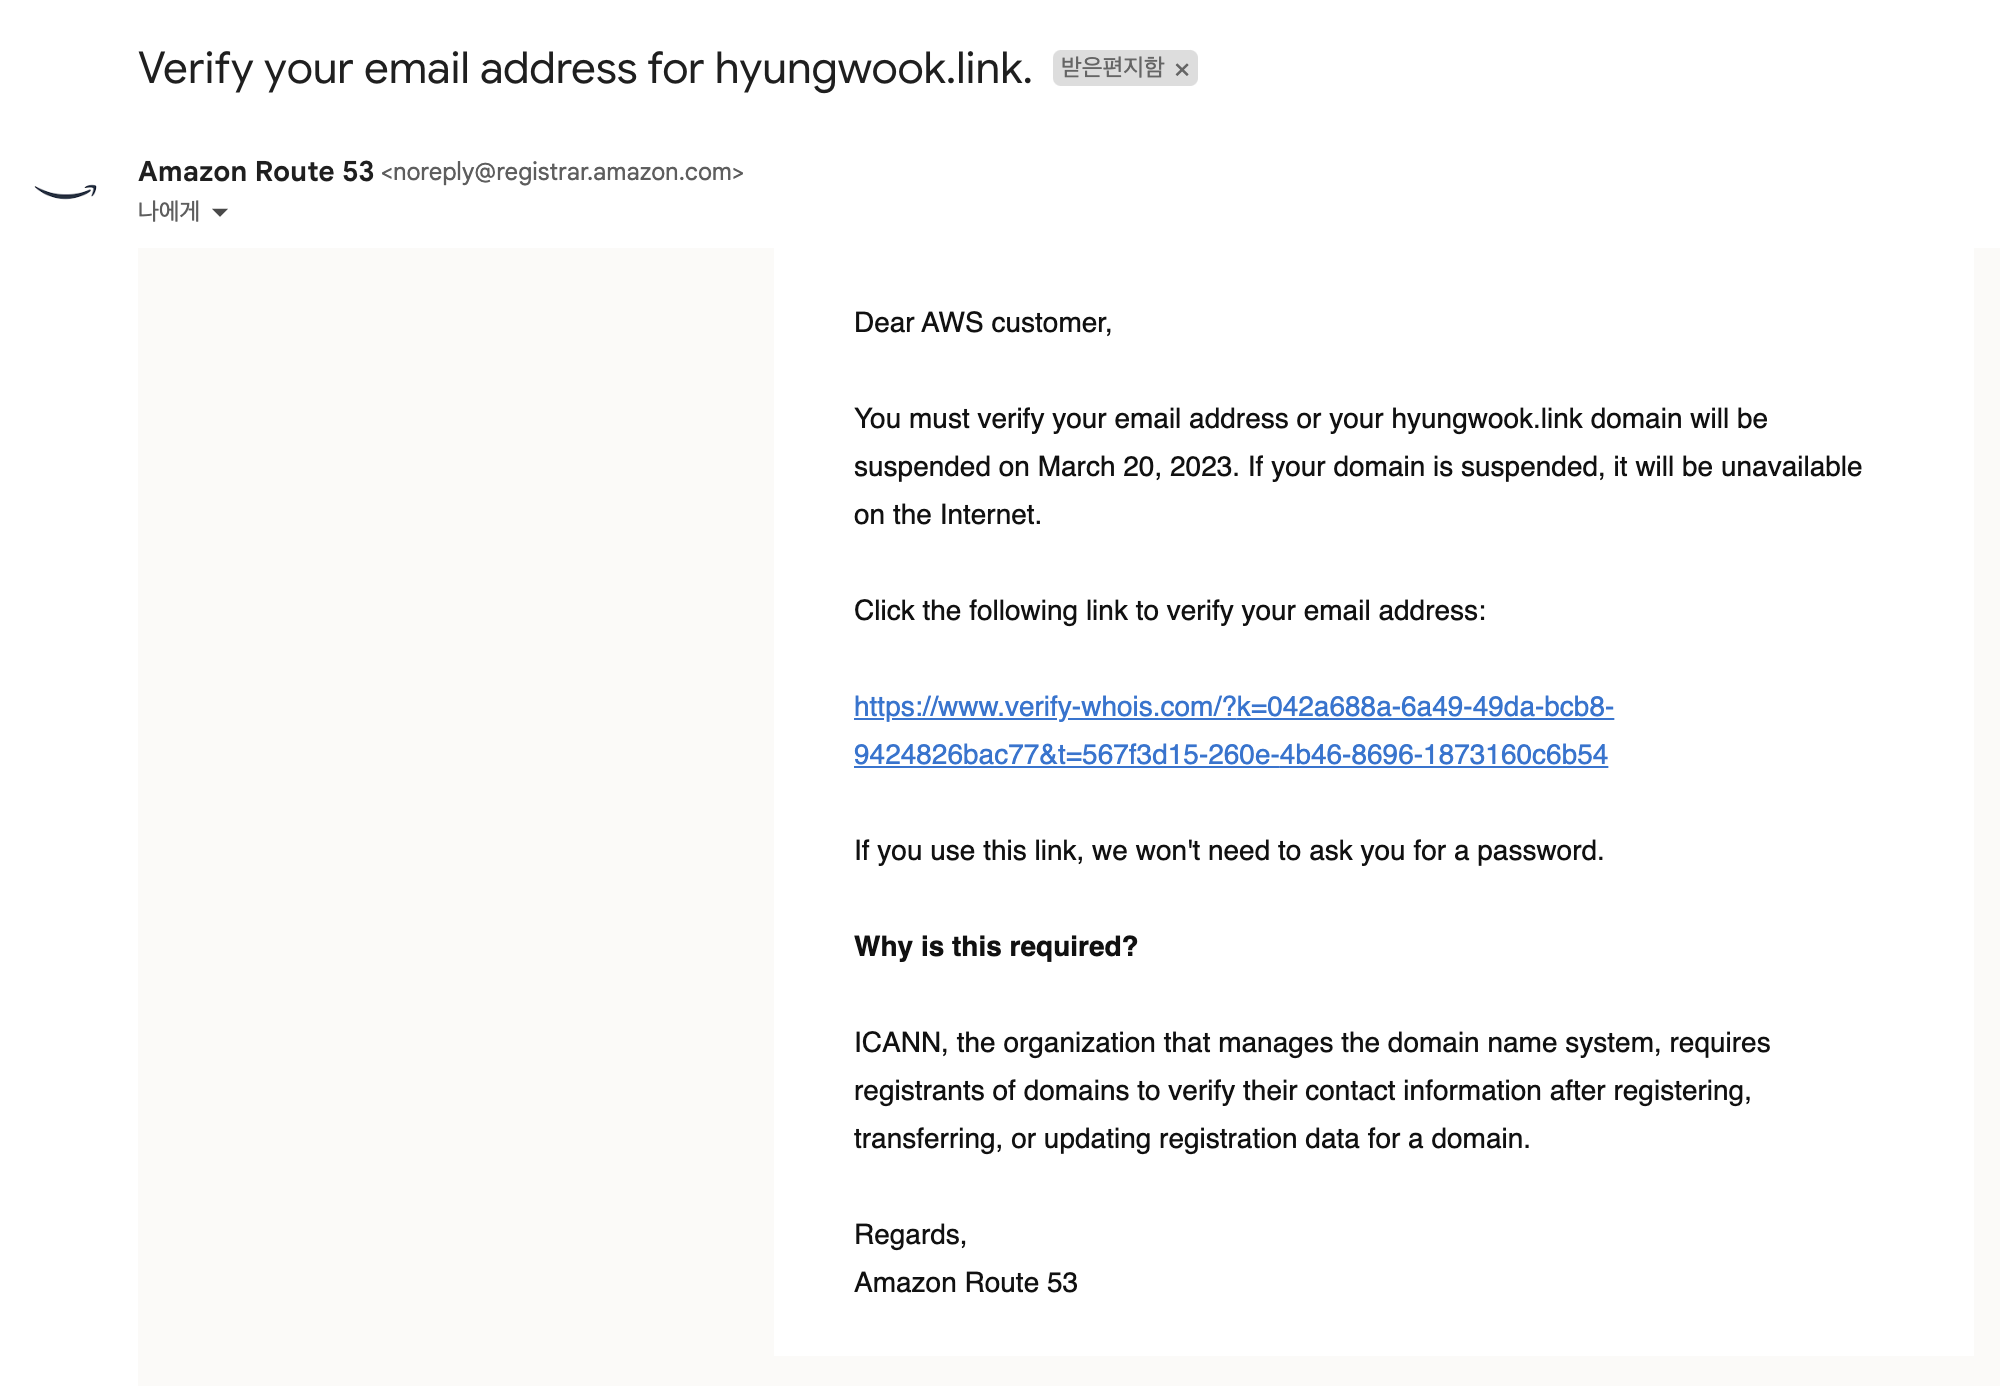 Verify your email address for hyungwook.link. 받은편지함 ×
Amazon Route 53 <noreply@registrar.amazon.com>
나에게
Dear AWS customer,
You must verify your email address or your hyungwook.link domain will be
suspended on March 20, 2023. If your domain is suspended, it will be unavailable
on the Internet.
Click the following link to verify your email address:
https://www.verify-whois.com/?k=042a688a-6a49-49da-bcb8-
9424826bac77&t=567f3d15-260e-4b46-8696-1873160c6b54
If you use this link, we won't need to ask you for a password.
Why is this required?
ICANN, the organization that manages the domain name system, requires
registrants of domains to verify their contact information after registering,
transferring, or updating registration data for a domain.
Regards,
Amazon Route 53